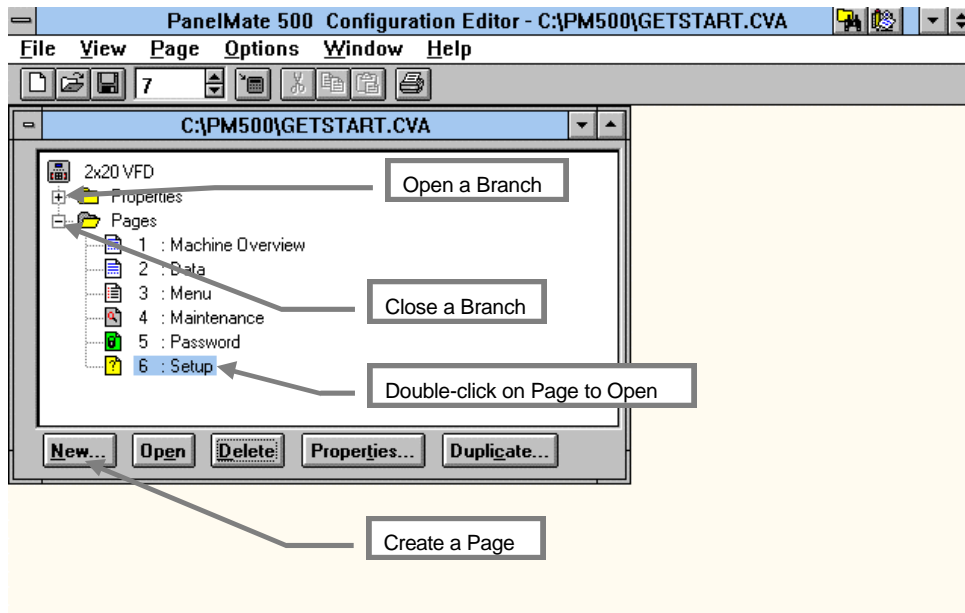 PanelMate 500 Configuration Editor - C:\PM500\GETSTART.CVA
File View Page Options Window Help
7
C:\PM500\GETSTART.CVA
2x20 VFD
Properties
Open a Branch
Pages
1 : Machine Overview
2 : Data
3 : Menu
Close a Branch
4 : Maintenance
5 : Password
6 : Setup
Double-click on Page to Open
New... Open Delete Properties... Duplicate...
Create a Page